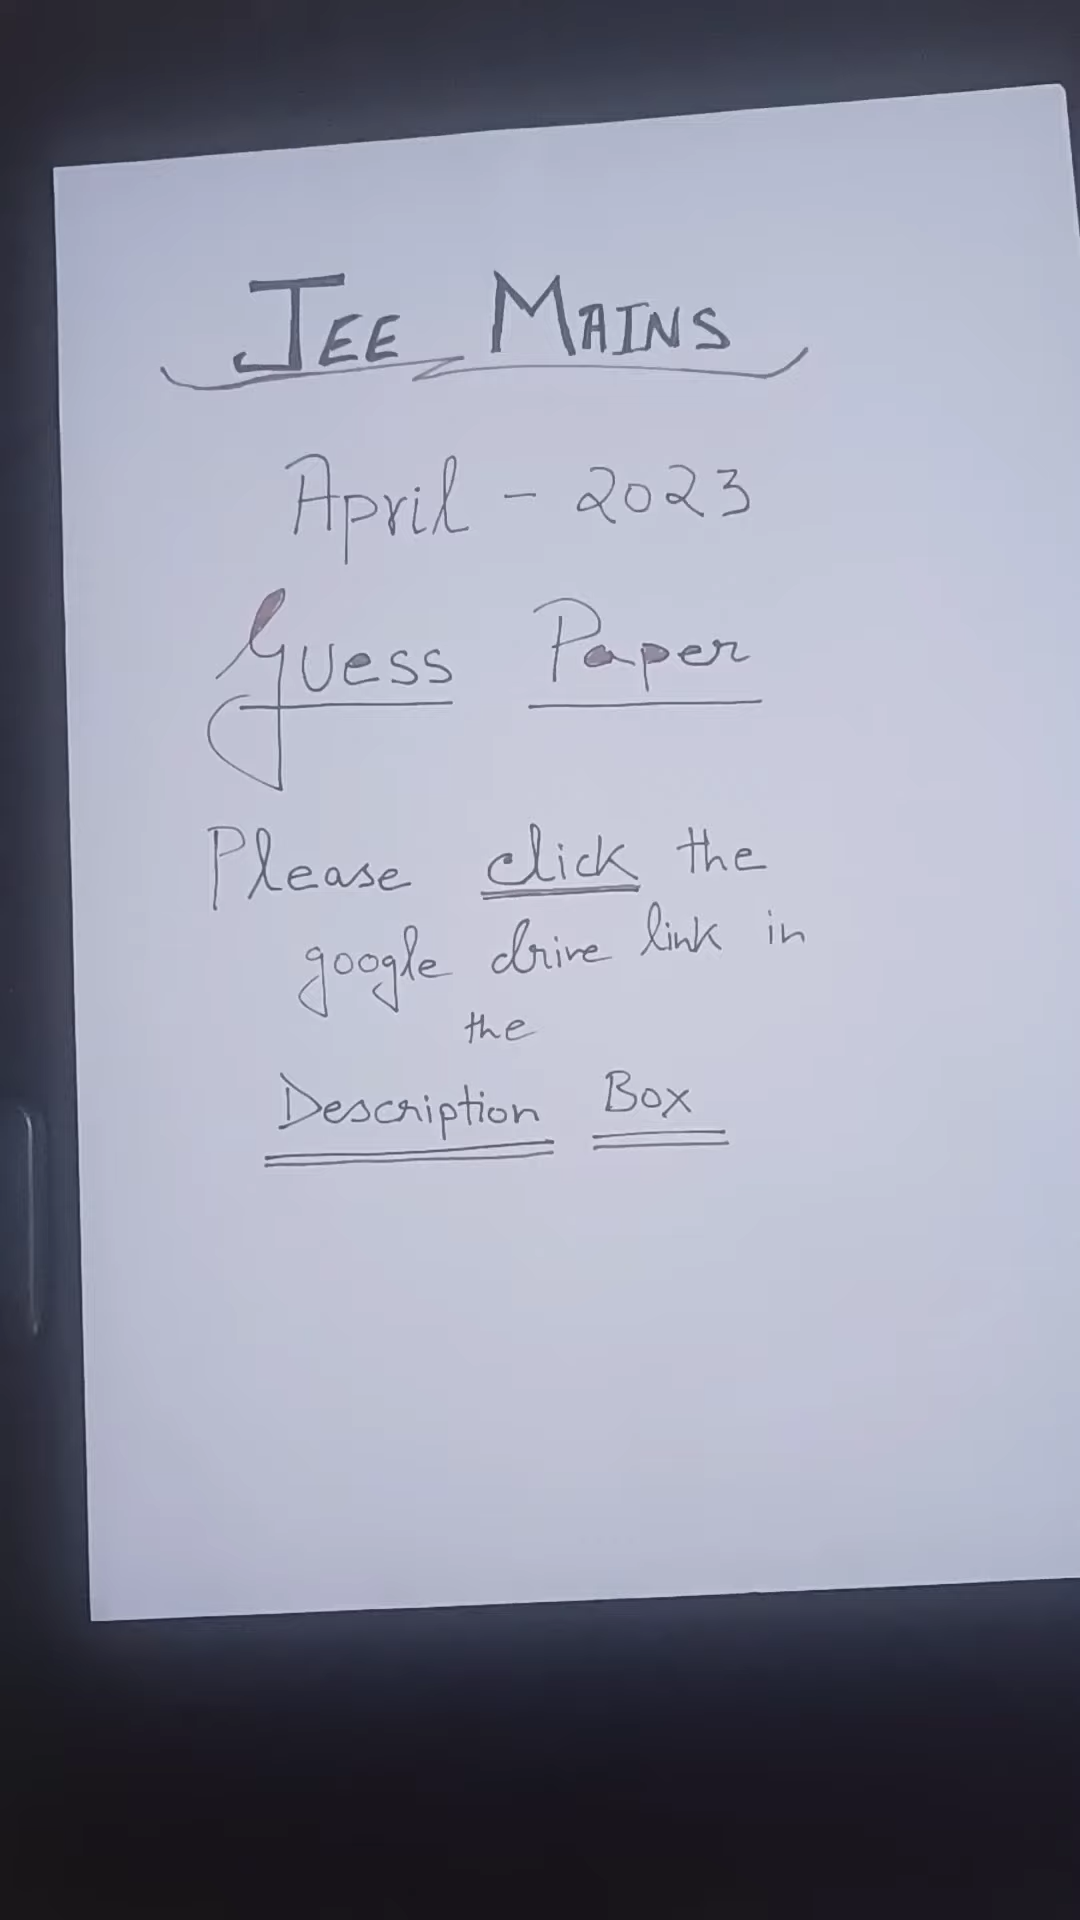 JEE MAINS
April - 2023
Guess Paper
Please click the
google drive link in
the
Description Box